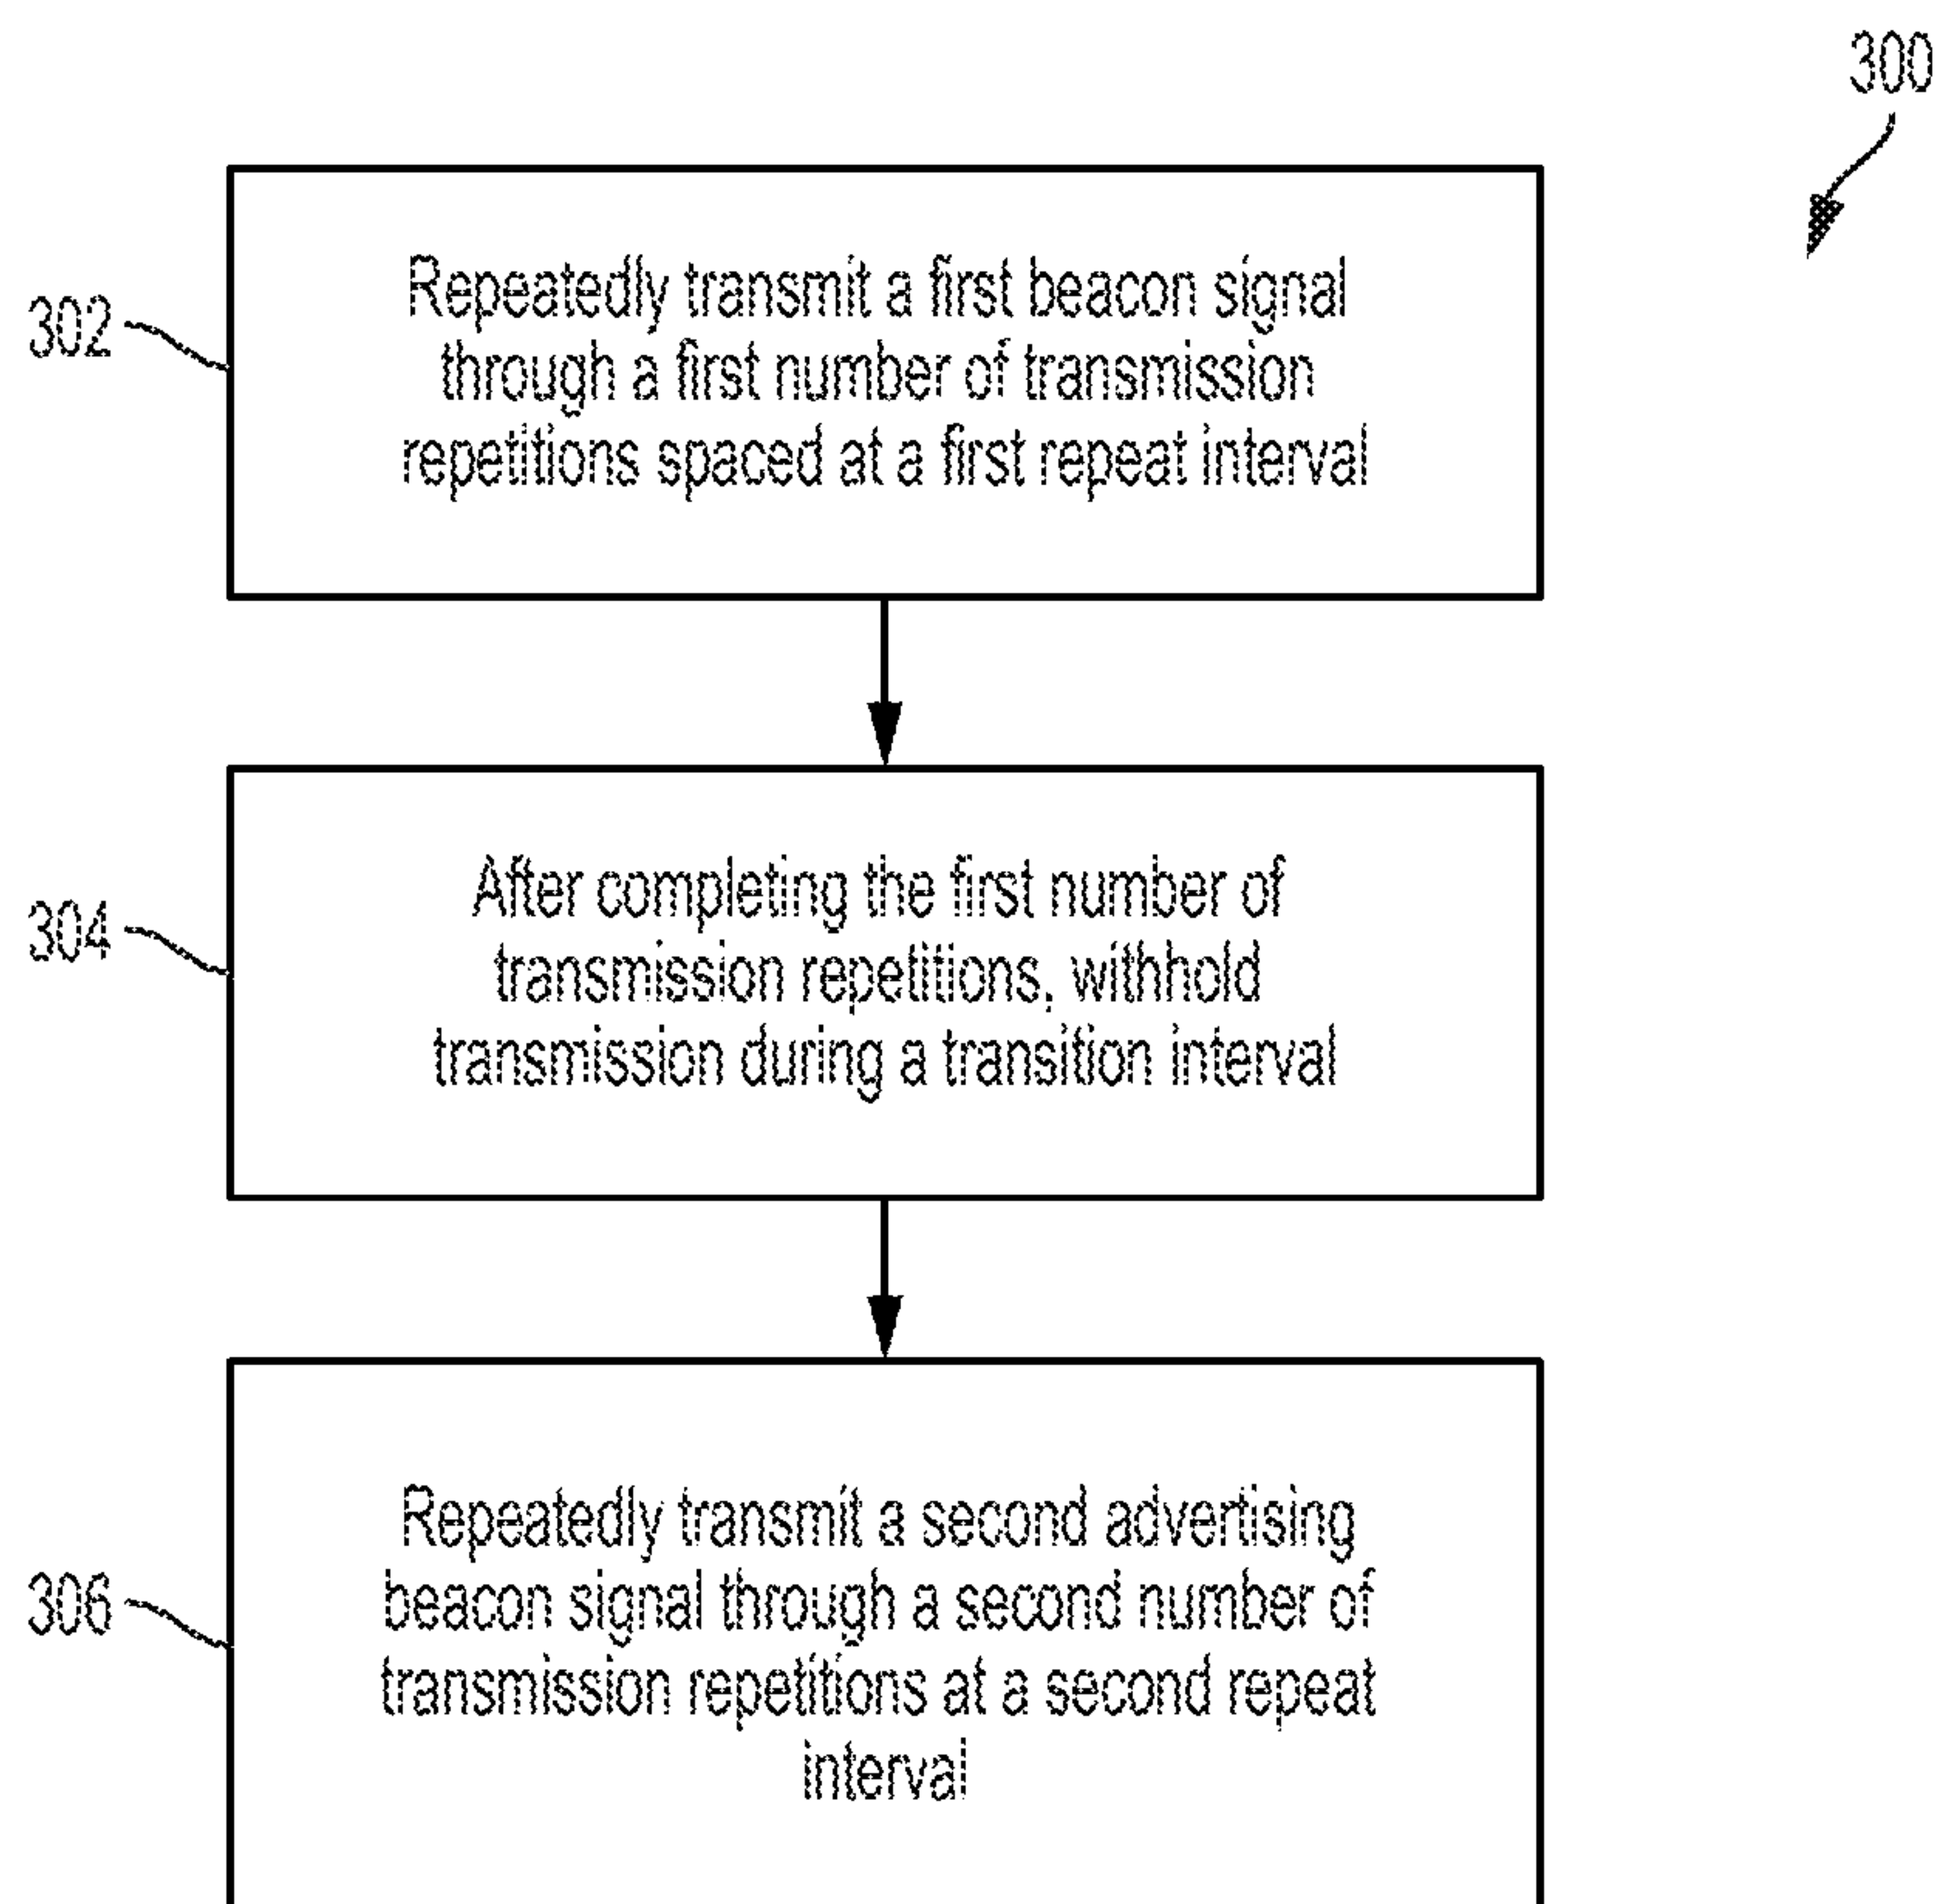 300
302
Repeatedly transmit a first beacon signal
through a first number of transmission
repetitions spaced at a first repeat interval
304
After completing the first number of
transmission repetitions, withhold
transmission during a transition interval
306
Repeatedly transmit a second advertising
beacon signal through a second number of
transmission repetitions at a second repeat
interval